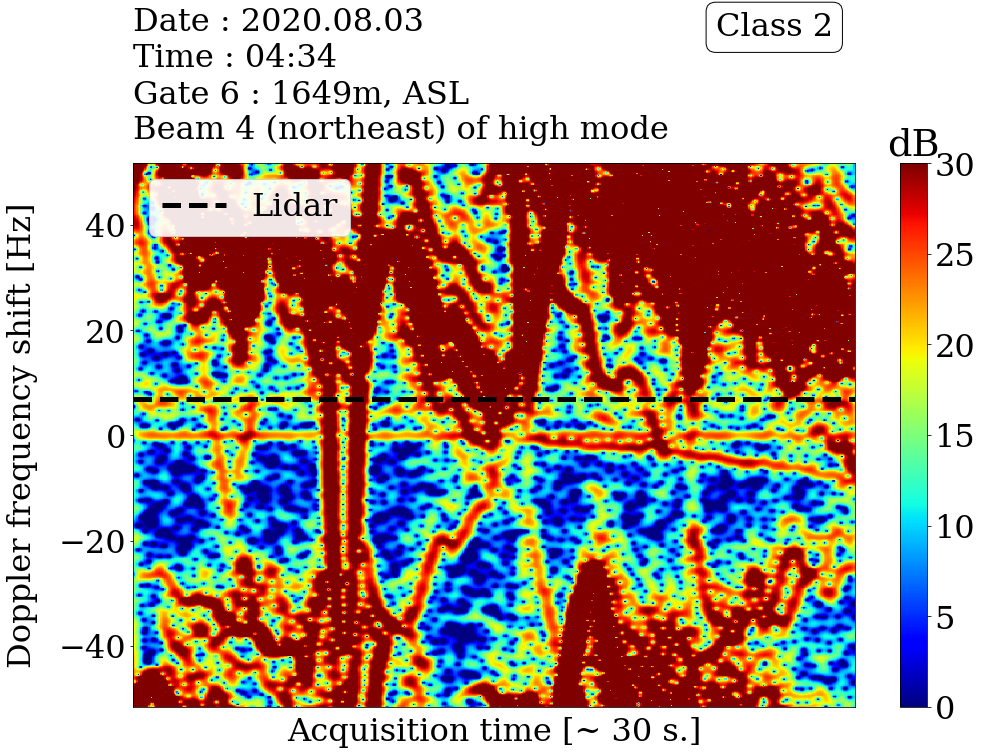 Date : 2020.08.03
Time : 04:34
Gate 6 : 1649m, ASL
Beam 4 (northeast) of high mode
Class 2
dB
Lidar
Doppler frequency shift [Hz]
40
20
0
−20
−40
30
25
20
15
10
5
0
Acquisition time [~ 30 s.]